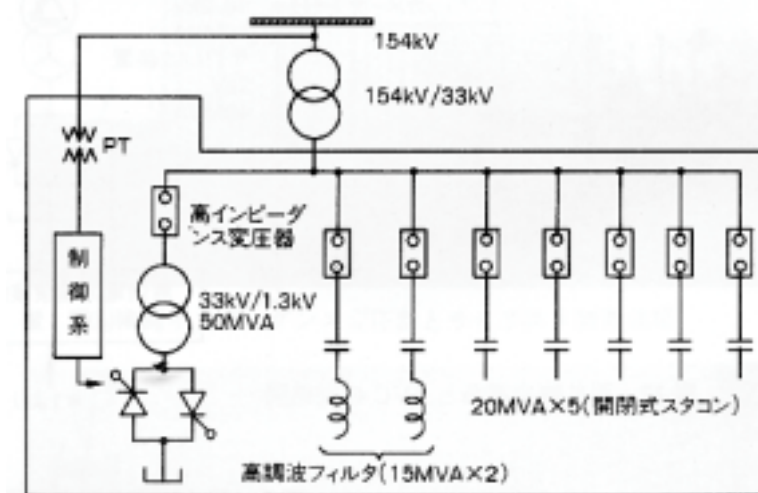 154kV
154kV/33kV
PT
高インピーダ
ンス変圧器
制
御
系
33kV/1.3kV
50MVA
20MVA×5(開閉式スタコン)
高調波フィルタ(15MVA×2)